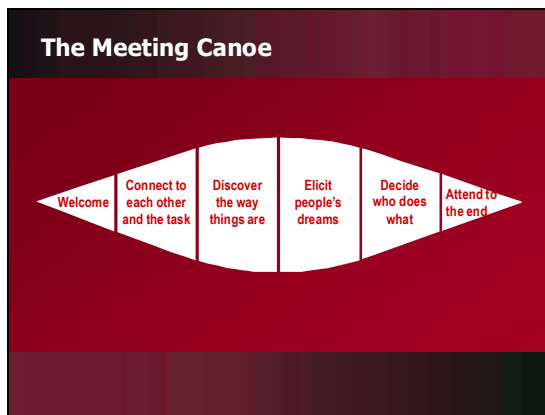 The Meeting Canoe
Welcome
Connect to
each other
and the task
Discover
the way
things are
Elicit
people's
dreams
Decide
who does
what
Attend to
the end